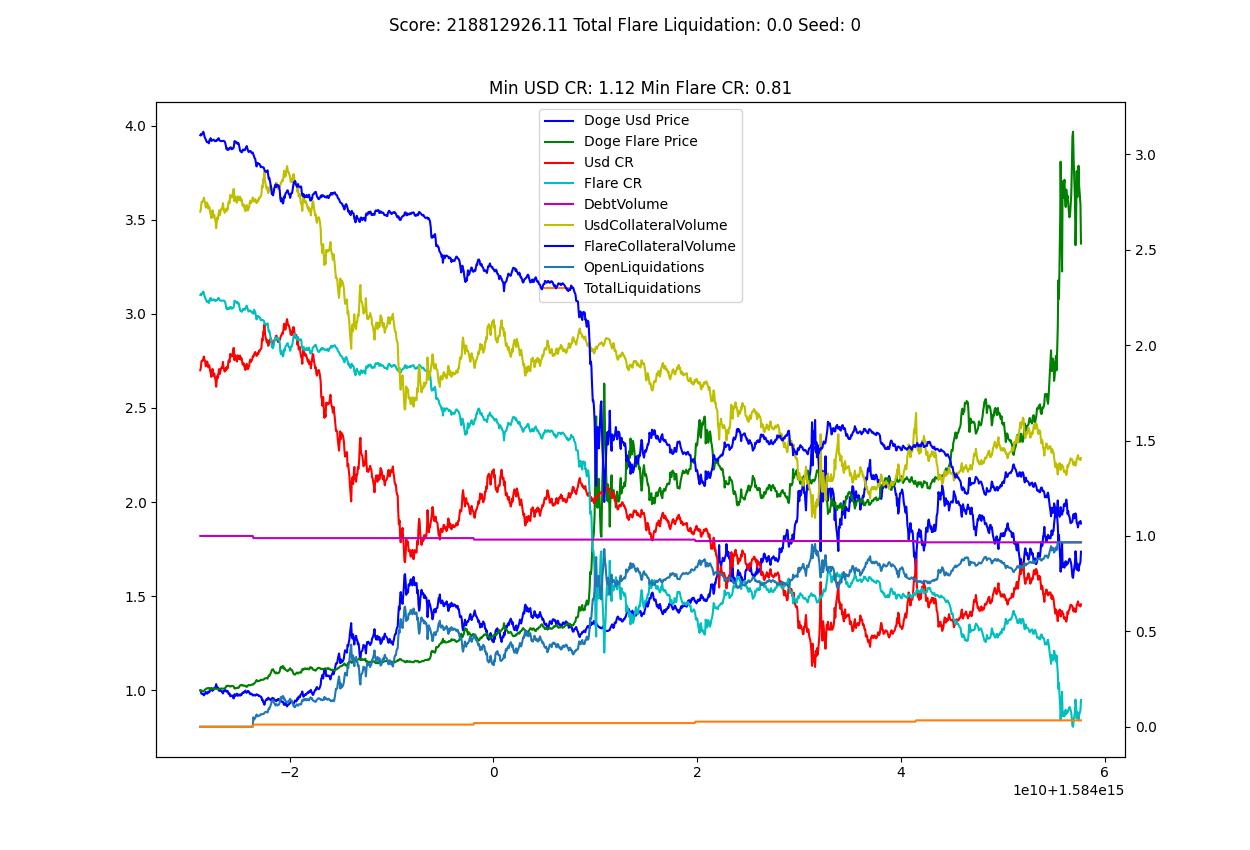 Score: 218812926.11 Total Flare Liquidation: 0.0 Seed: 0
Min USD CR: 1.12 Min Flare CR: 0.81
Doge Usd Price
Doge Flare Price
Usd CR
Flare CR
DebtVolume
UsdCollateralVolume
FlareCollateralVolume
OpenLiquidations
TotalLiquidations
4.0
3.5
3.0
2.5
2.0
1.5
1.0
3.0
2.5
2.0
1.5
1.0
0.5
0.0
−2 0 2 4 6
1e10+1.584e15